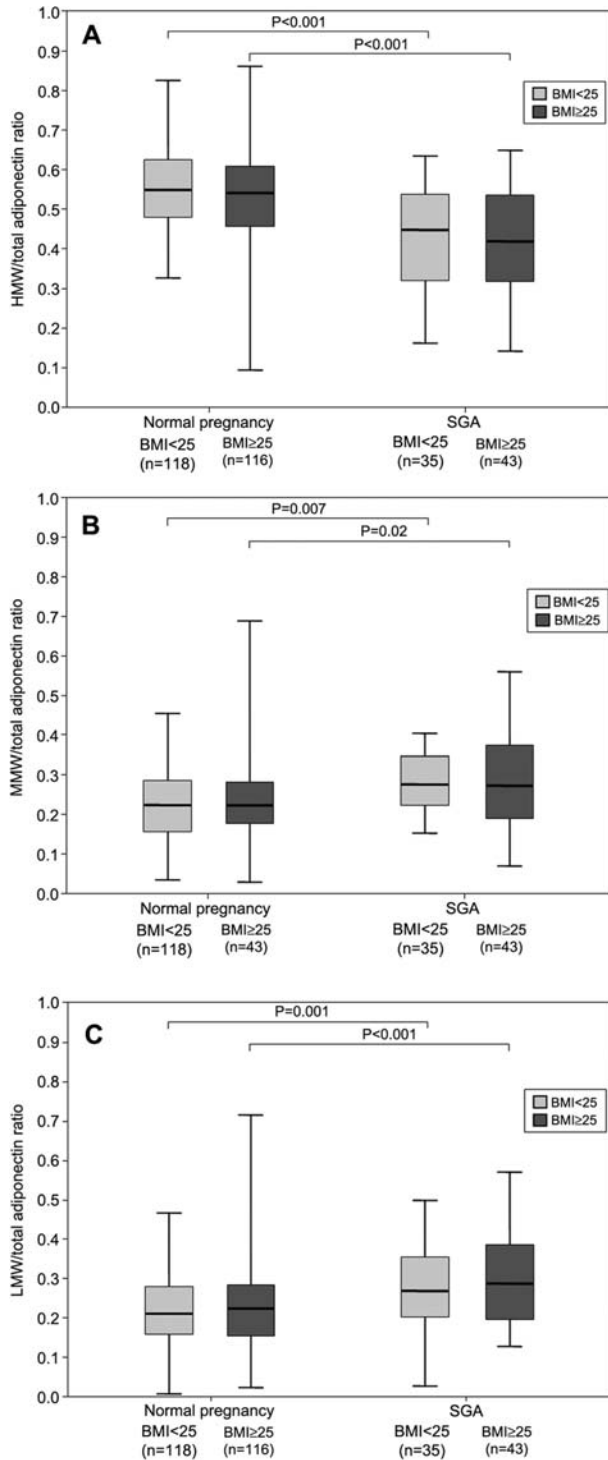 A
P<0.001
P<0.001
BMI<25
BMI≥25
HMW/total adiponectin ratio
1.0
0.9
0.8
0.7
0.6
0.5
0.4
0.3
0.2
0.1
0.0
Normal pregnancy SGA
BMI<25 BMI≥25 BMI<25 BMI≥25
(n=118) (n=116) (n=35) (n=43)
B
P=0.007
P=0.02
BMI<25
BMI≥25
MMW/total adiponectin ratio
1.0
0.9
0.8
0.7
0.6
0.5
0.4
0.3
0.2
0.1
0.0
Normal pregnancy SGA
BMI<25 BMI≥25 BMI<25 BMI≥25
(n=118) (n=43) (n=35) (n=43)
C
P=0.001
P<0.001
BMI<25
BMI≥25
LMW/total adiponectin ratio
1.0
0.9
0.8
0.7
0.6
0.5
0.4
0.3
0.2
0.1
0.0
Normal pregnancy SGA
BMI<25 BMI≥25 BMI<25 BMI≥25
(n=118) (n=116) (n=35) (n=43)